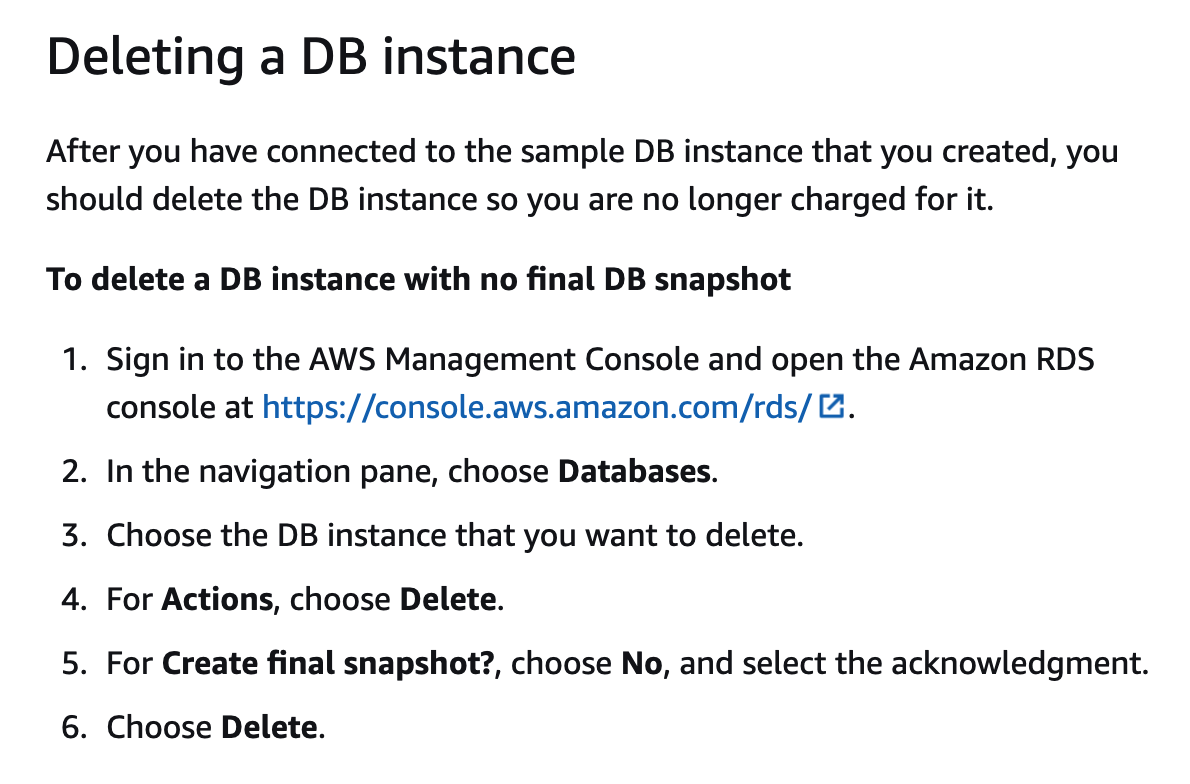 Deleting a DB instance
After you have connected to the sample DB instance that you created, you
should delete the DB instance so you are no longer charged for it.
To delete a DB instance with no final DB snapshot
1. Sign in to the AWS Management Console and open the Amazon RDS
console at https://console.aws.amazon.com/rds/.
2. In the navigation pane, choose Databases.
3. Choose the DB instance that you want to delete.
4. For Actions, choose Delete.
5. For Create final snapshot?, choose No, and select the acknowledgment.
6. Choose Delete.